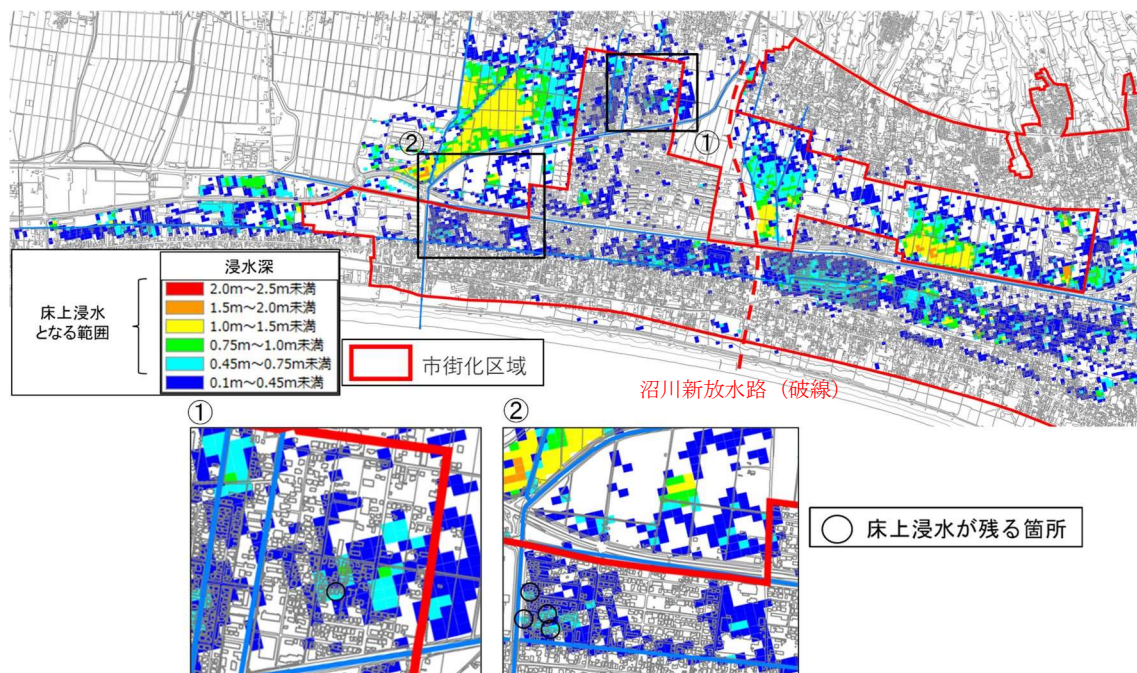 ①
②
浸水深
床上浸水
となる範囲
2.0m～2.5m未満
1.5m～2.0m未満
1.0m～1.5m未満
0.75m～1.0m未満
0.45m～0.75m未満
0.1m～0.45m未満
市街化区域
沼川新放水路（破線）
①
②
床上浸水が残る箇所